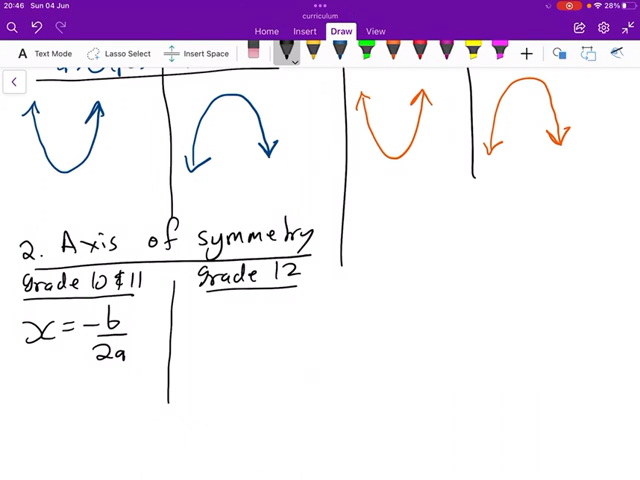 20:46 Sun 04 Jun
28%
curriculum
Home Insert Draw View
Text Mode Lasso Select Insert Space
2. Axis of symmetry
Grade 10 & 11
Grade 12
x = -b/2a